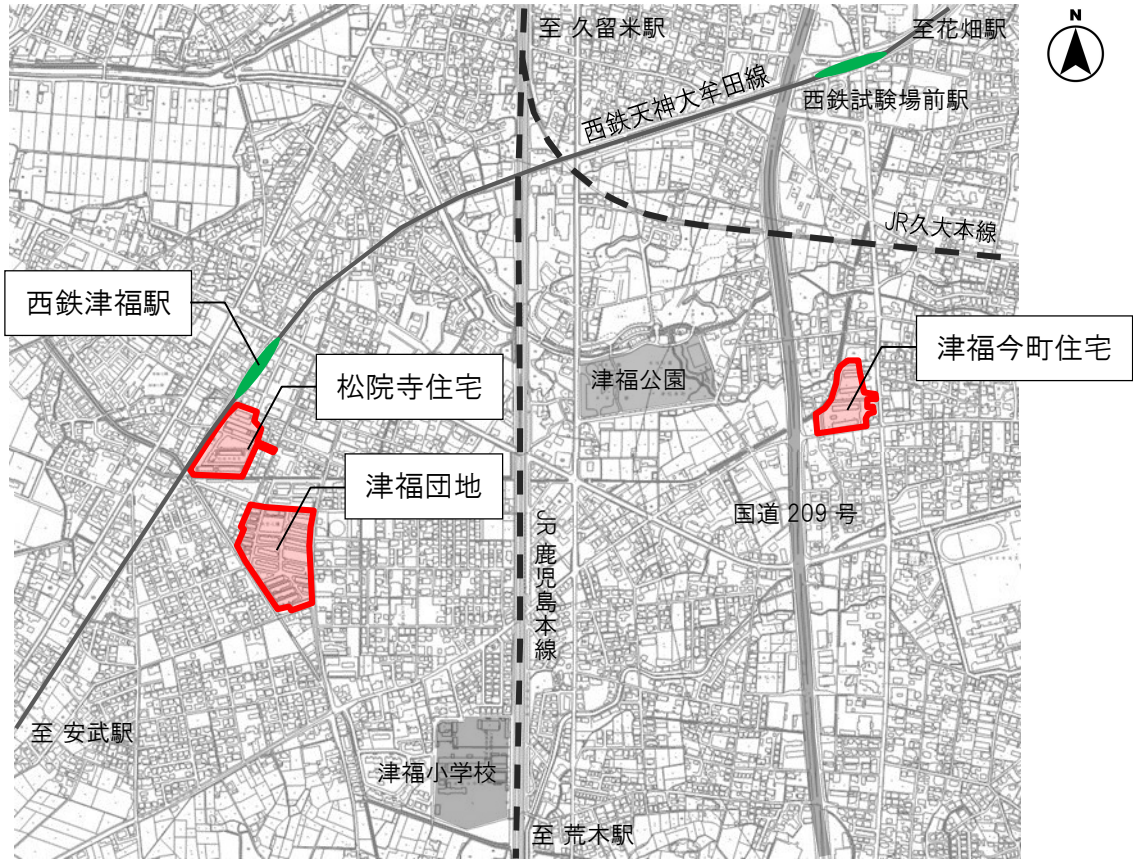 至 久留米駅
至花畑駅
N
西鉄天神大牟田線
西鉄試験場前駅
JR久大本線
西鉄津福駅
津福今町住宅
松院寺住宅
津福公園
津福団地
国道 209 号
JR 鹿児島本線
至 安武駅
津福小学校
至 荒木駅